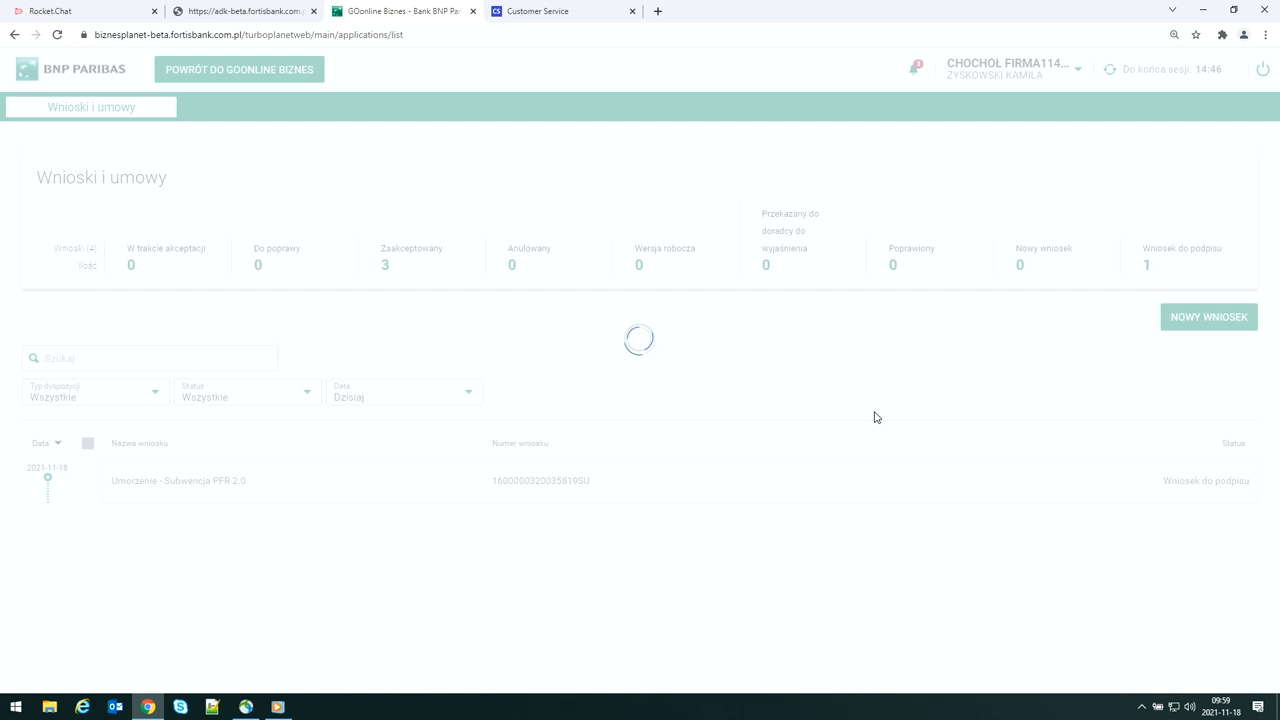 Rocket.Chat
https://adk-beta.fortisbank.com.p
GOonline Biznes - Bank BNP Par
CS Customer Service
biznesplanet-beta.fortisbank.com.pl/turboplanetweb/main/applications/list
BNP PARIBAS
POWRÓT DO GOONLINE BIZNES
3
CHOCHÓŁ FIRMA114...
ZYSKOWSKI KAMILA
Do końca sesji: 14:46
Wnioski i umowy
Wnioski i umowy
Wnioski (4)
Ilość
W trakcie akceptacji
0
Do poprawy
0
Zaakceptowany
3
Anulowany
0
Wersja robocza
0
Przekazany do
doradcy do
wyjaśnienia
0
Poprawiony
0
Nowy wniosek
0
Wniosek do podpisu
1
NOWY WNIOSEK
Szukaj
Typ dyspozycji
Wszystkie
Status
Wszystkie
Data
Dzisiaj
Data
Nazwa wniosku
Numer wniosku
Status
2021-11-18
Umorzenie - Subwencja PFR 2.0
1600000320035819SU
Wniosek do podpisu
09:59
2021-11-18